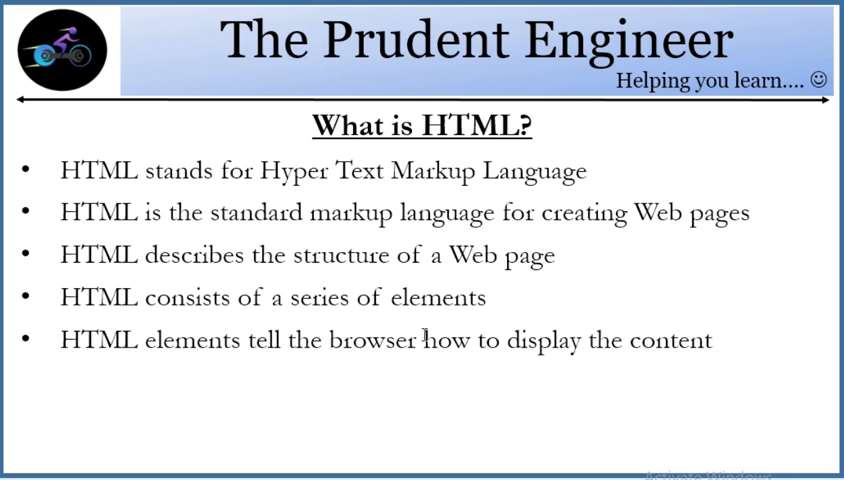 The Prudent Engineer
Helping you learn.... ☺
What is HTML?
• HTML stands for Hyper Text Markup Language
• HTML is the standard markup language for creating Web pages
• HTML describes the structure of a Web page
• HTML consists of a series of elements
• HTML elements tell the browser how to display the content
Activate Windows